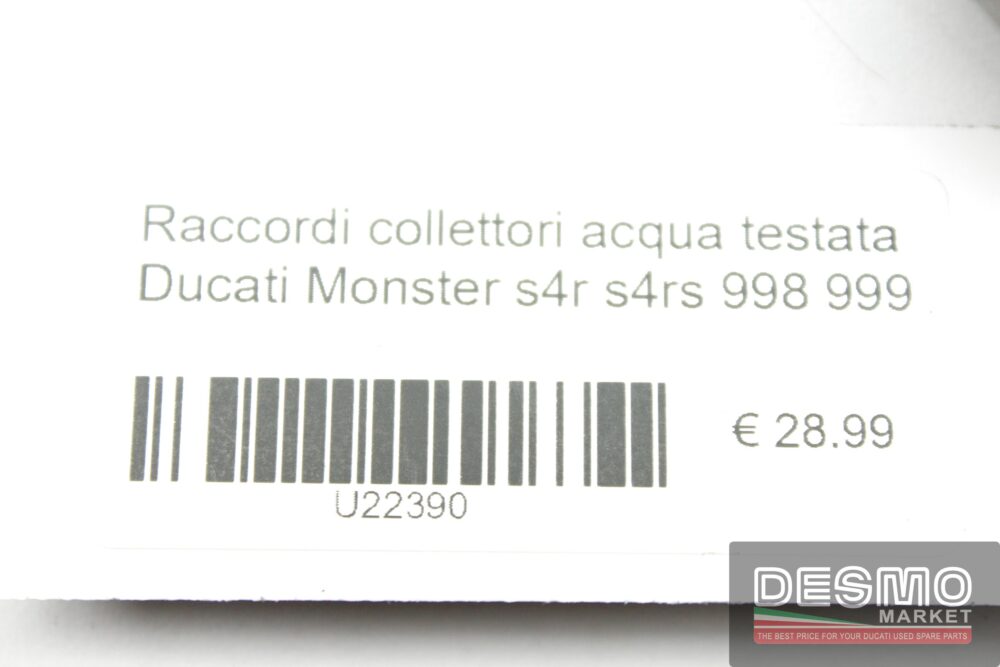 Raccordi collettori acqua testata
Ducati Monster s4r s4rs 998 999
€ 28.99
U22390
DESMO
MARKET
THE BEST PRICE FOR YOUR DUCATI USED SPARE PARTS